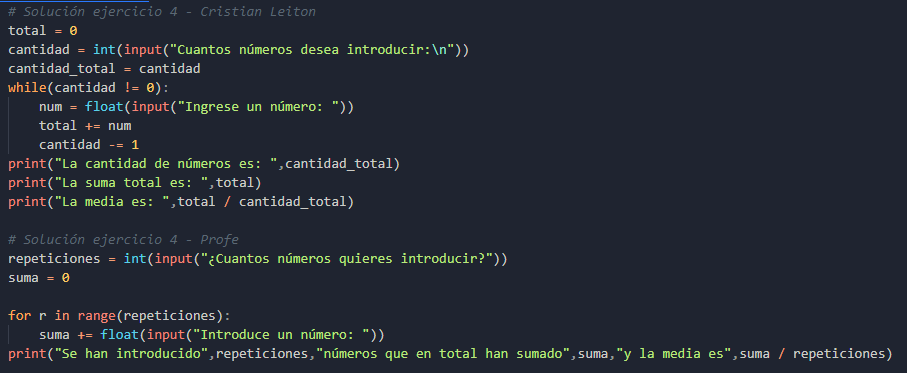 # Solución ejercicio 4 - Cristian Leiton
total = 0
cantidad = int(input("Cuantos números desea introducir:\n"))
cantidad_total = cantidad
while(cantidad != 0):
    num = float(input("Ingrese un número: "))
    total += num
    cantidad -= 1
print("La cantidad de números es: ",cantidad_total)
print("La suma total es: ",total)
print("La media es: ",total / cantidad_total)

# Solución ejercicio 4 - Profe
repeticiones = int(input("¿Cuantos números quieres introducir?"))
suma = 0

for r in range(repeticiones):
    suma += float(input("Introduce un número: "))
print("Se han introducido",repeticiones,"números que en total han sumado",suma,"y la media es",suma / repeticiones)